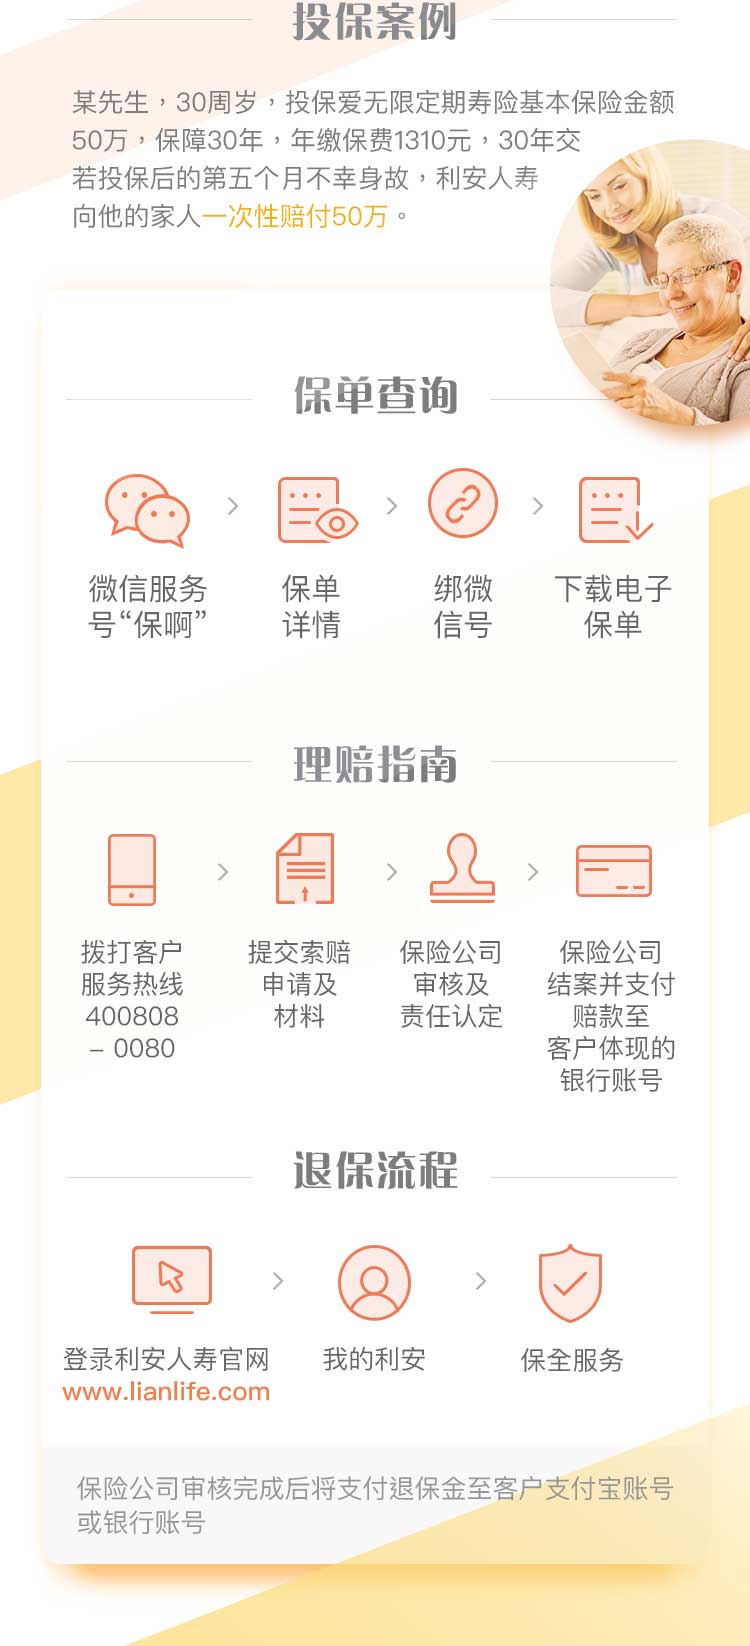 投保案例
某先生，30周岁，投保爱无限定期寿险基本保险金额
50万，保障30年，年缴保费1310元，30年交
若投保后的第五个月不幸身故，利安人寿
向他的家人一次性赔付50万。
保单查询
微信服务
号“保啊”
保单
详情
绑微
信号
下载电子
保单
理赔指南
拨打客户
服务热线
400808
– 0080
提交索赔
申请及
材料
保险公司
审核及
责任认定
保险公司
结案并支付
赔款至
客户体现的
银行账号
退保流程
登录利安人寿官网
www.lianlife.com
我的利安
保全服务
保险公司审核完成后将支付退保金至客户支付宝账号
或银行账号